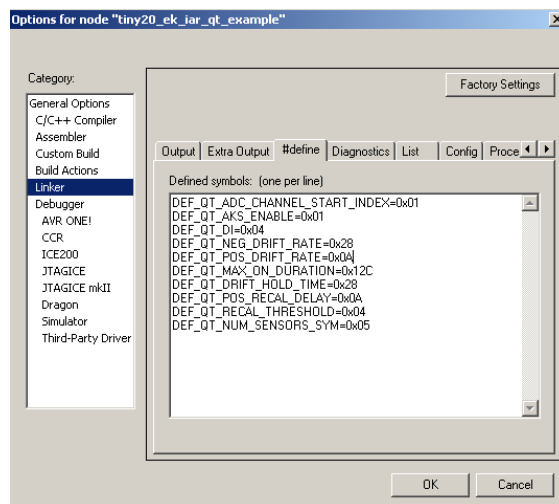 Options for node "tiny20_ek_iar_qt_example"
Category:
Factory Settings
General Options
C/C++ Compiler
Assembler
Custom Build
Build Actions
Linker
Debugger
AVR ONE!
CCR
ICE200
JTAGICE
JTAGICE mkII
Dragon
Simulator
Third-Party Driver
Output Extra Output #define Diagnostics List Config Proce
Defined symbols: (one per line)
DEF_QT_ADC_CHANNEL_START_INDEX=0x01
DEF_QT_AKS_ENABLE=0x01
DEF_QT_DI=0x04
DEF_QT_NEG_DRIFT_RATE=0x28
DEF_QT_POS_DRIFT_RATE=0x0A
DEF_QT_MAX_ON_DURATION=0x12C
DEF_QT_DRIFT_HOLD_TIME=0x28
DEF_QT_POS_RECAL_DELAY=0x0A
DEF_QT_RECAL_THRESHOLD=0x04
DEF_QT_NUM_SENSORS_SYM=0x05
OK Cancel